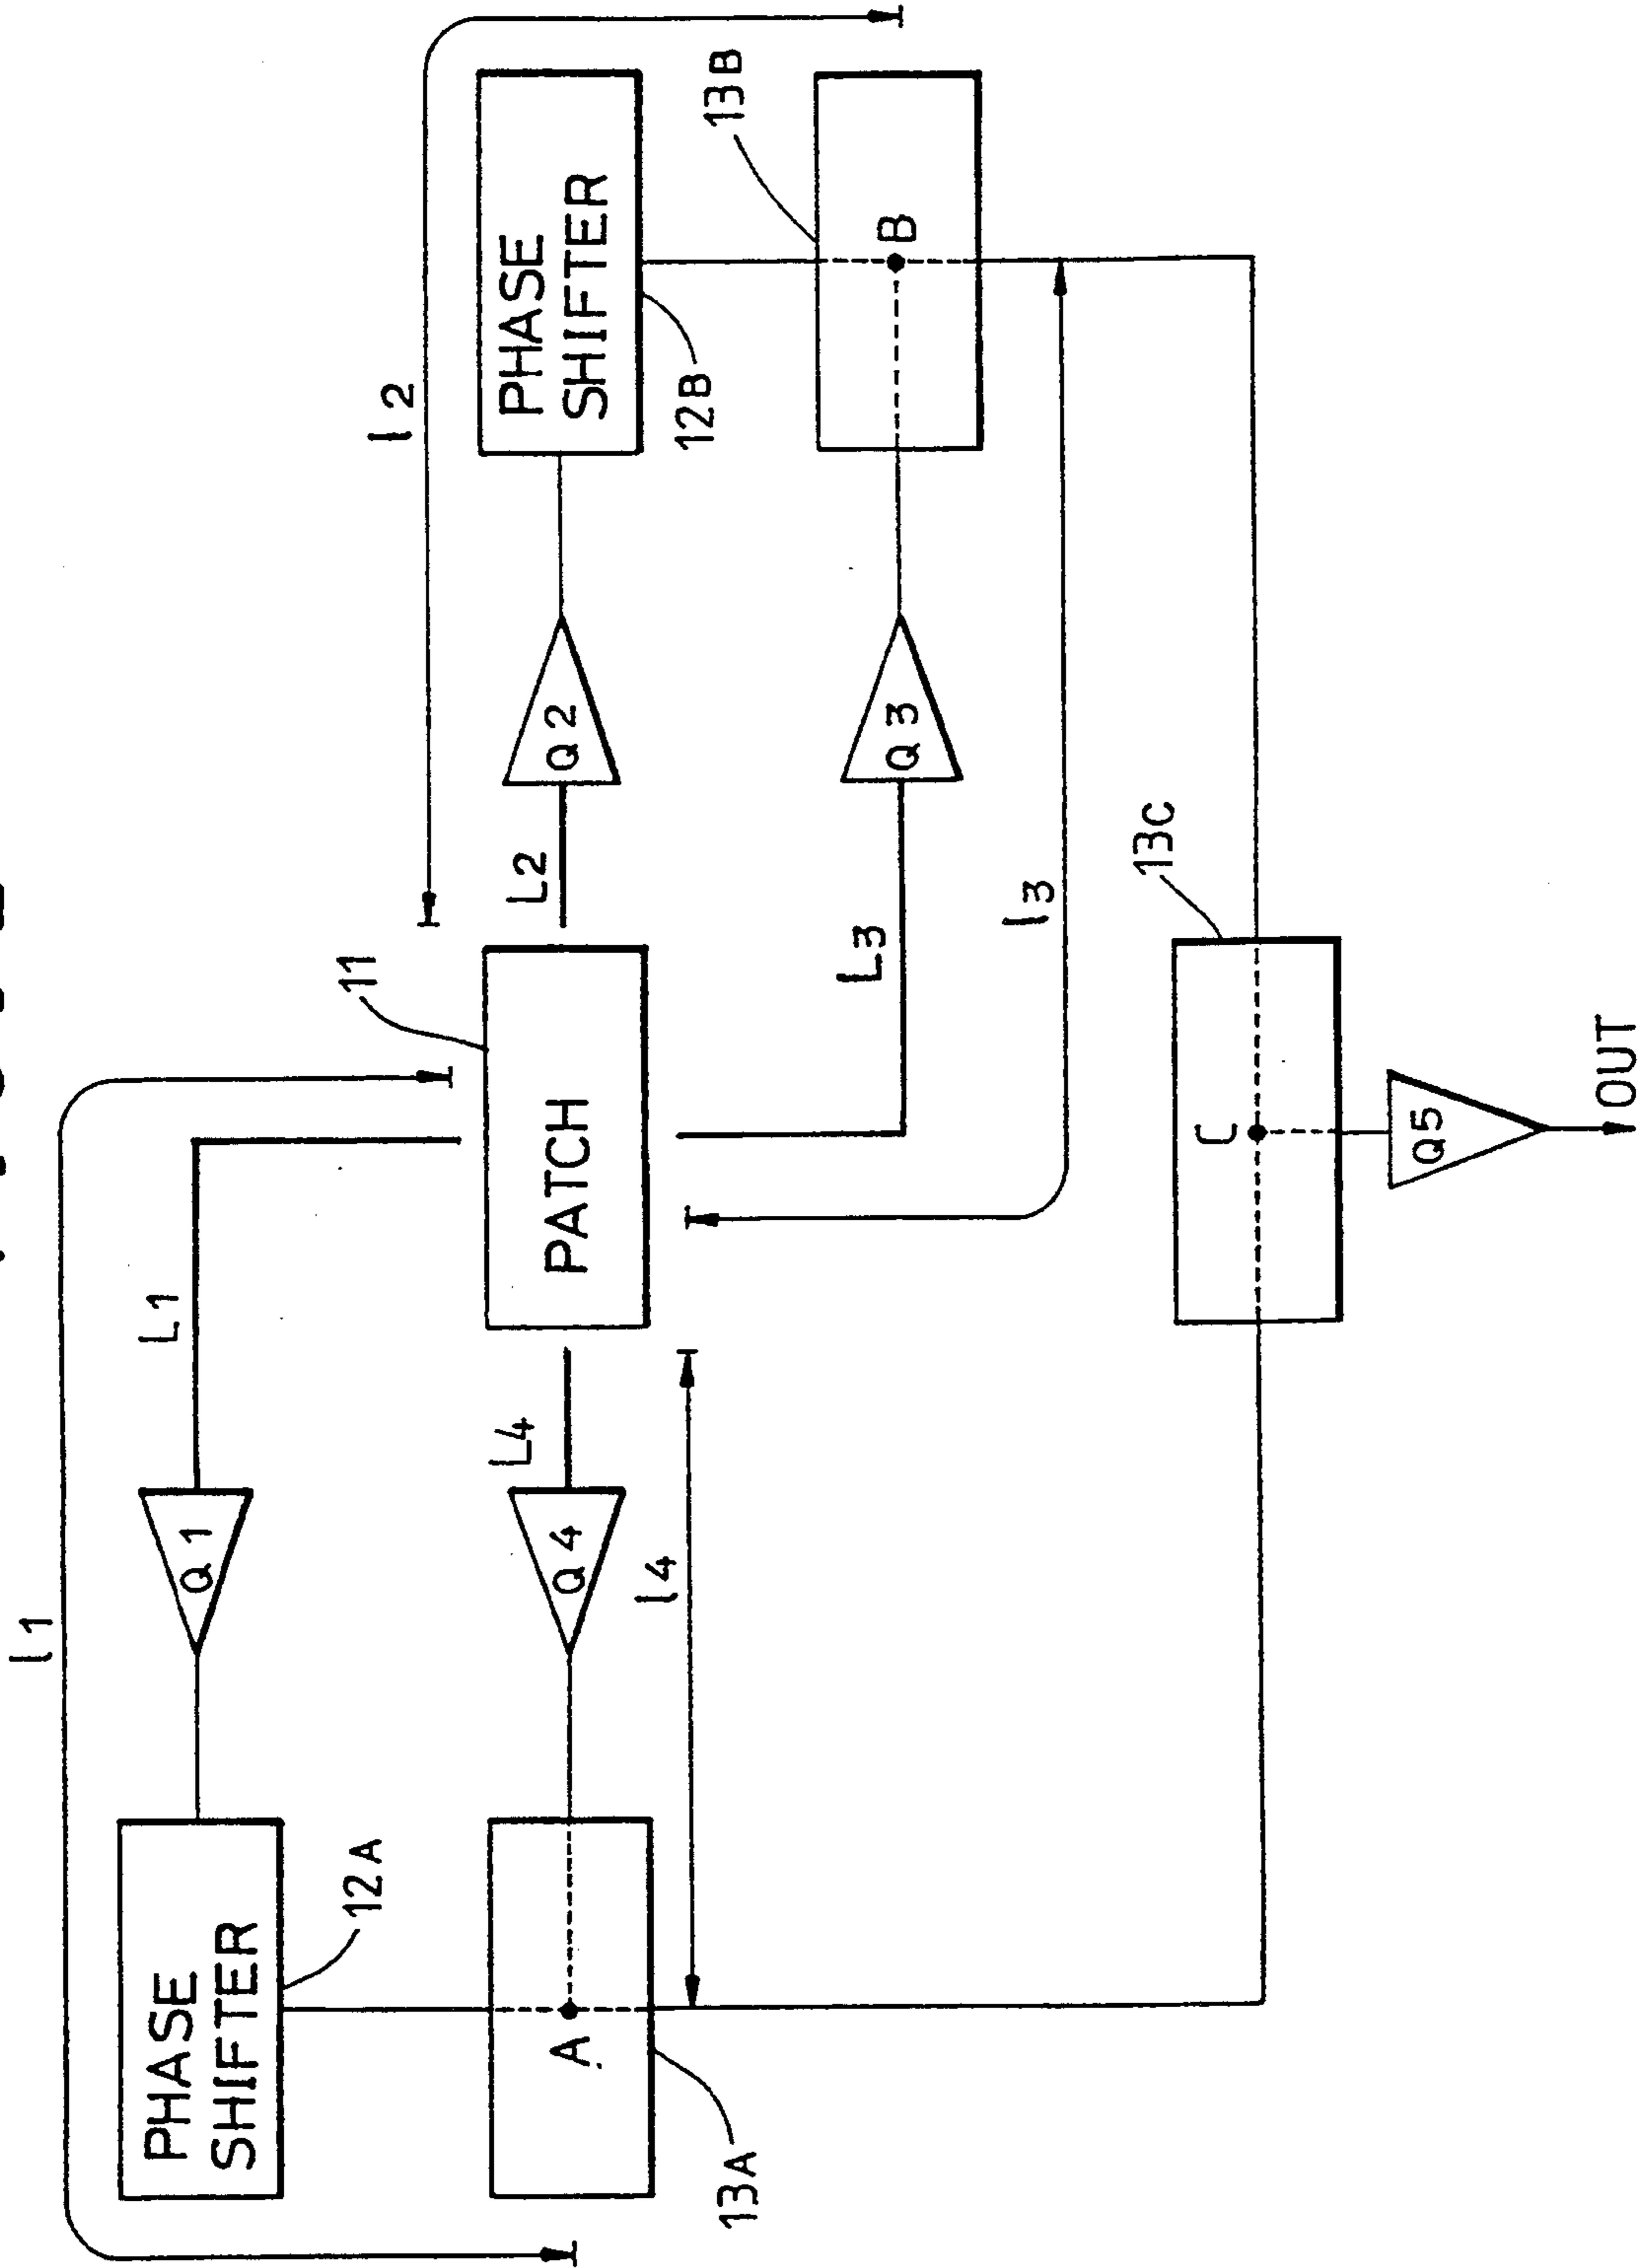 l1
L1
PHASE
SHIFTER
Q1
12A
11
l2
L4
L2
PHASE
SHIFTER
A
Q4
PATCH
Q2
l4
12B
13A
13B
L3
Q3
B
l3
13C
C
Q5
OUT